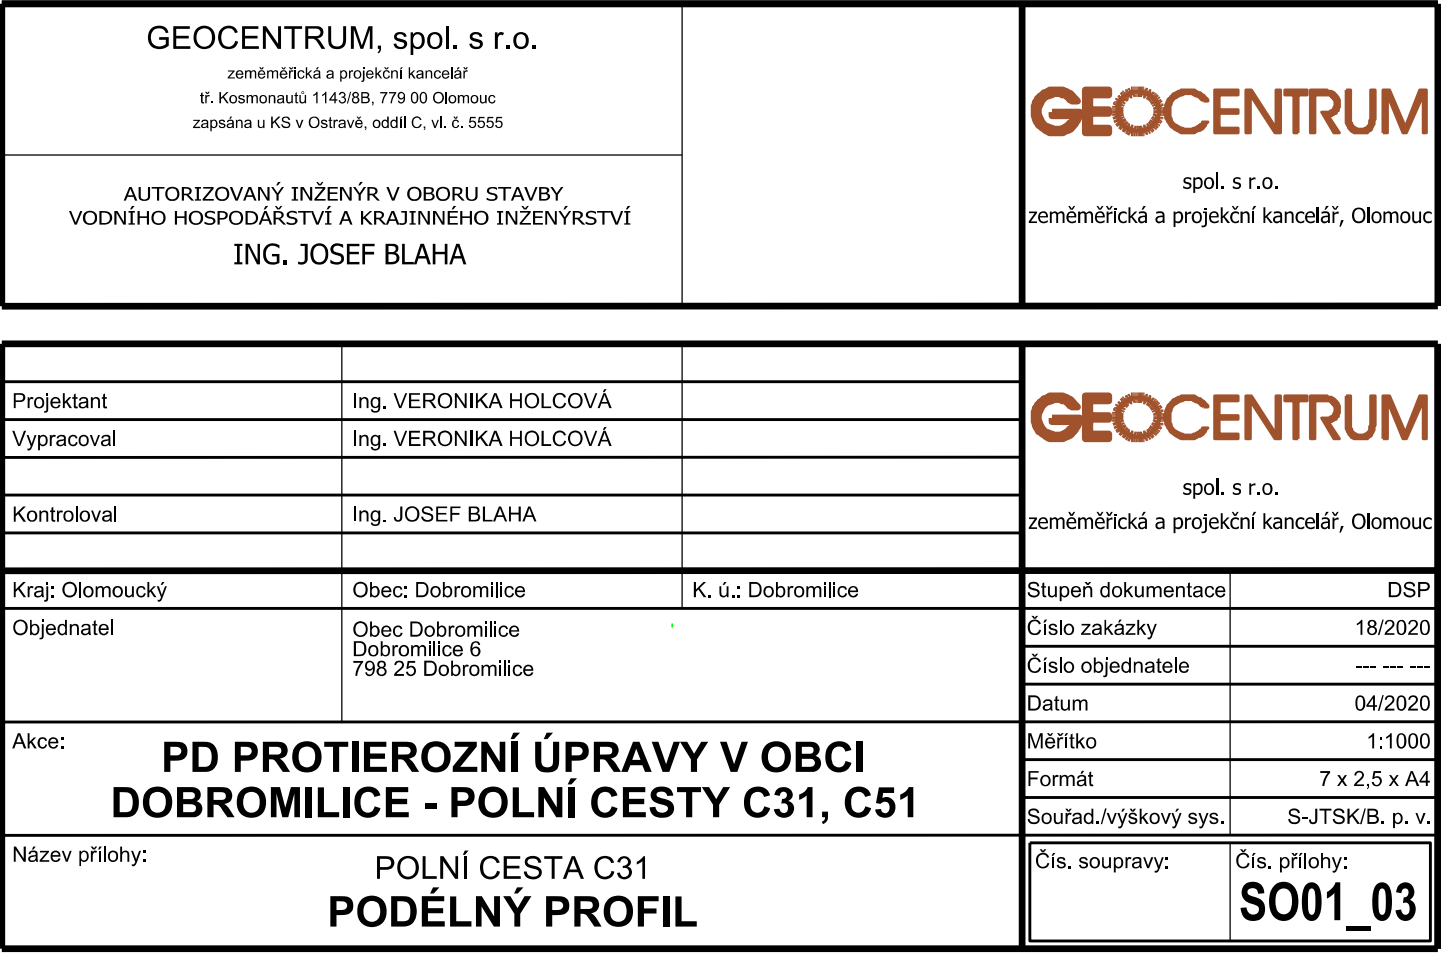 GEOCENTRUM, spol. s r.o.
zeměměřická a projekční kancelář
tř. Kosmonautů 1143/8B, 779 00 Olomouc
zapsána u KS v Ostravě, oddíl C, vl. č. 5555
AUTORIZOVANÝ INŽENÝR V OBORU STAVBY
VODNÍHO HOSPODÁŘSTVÍ A KRAJINNÉHO INŽENÝRSTVÍ
ING. JOSEF BLAHA
GEOCENTRUM
spol. s r.o.
zeměměřická a projekční kancelář, Olomouc
Projektant Ing. VERONIKA HOLCOVÁ
Vypracoval Ing. VERONIKA HOLCOVÁ
Kontroloval Ing. JOSEF BLAHA
GEOCENTRUM
spol. s r.o.
zeměměřická a projekční kancelář, Olomouc
Kraj: Olomoucký Obec: Dobromilice K. ú.: Dobromilice
Objednatel Obec Dobromilice
Dobromilice 6
798 25 Dobromilice
Stupeň dokumentace DSP
Číslo zakázky 18/2020
Číslo objednatele --- --- ---
Datum 04/2020
Měřítko 1:1000
Formát 7 x 2,5 x A4
Souřad./výškový sys. S-JTSK/B. p. v.
Akce: PD PROTIEROZNÍ ÚPRAVY V OBCI
DOBROMILICE - POLNÍ CESTY C31, C51
Název přílohy: POLNÍ CESTA C31
PODÉLNÝ PROFIL
Čís. soupravy: Čís. přílohy:
SO01_03